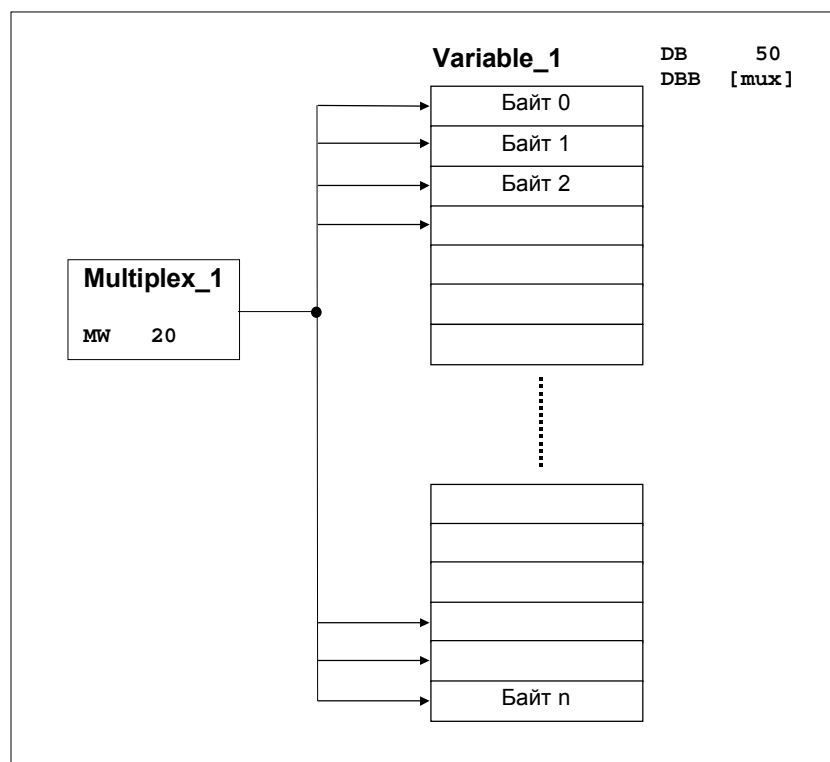 Variable_1
DB 50
DBB [mux]
Байт 0
Байт 1
Байт 2
Multiplex_1
MW 20
Байт n